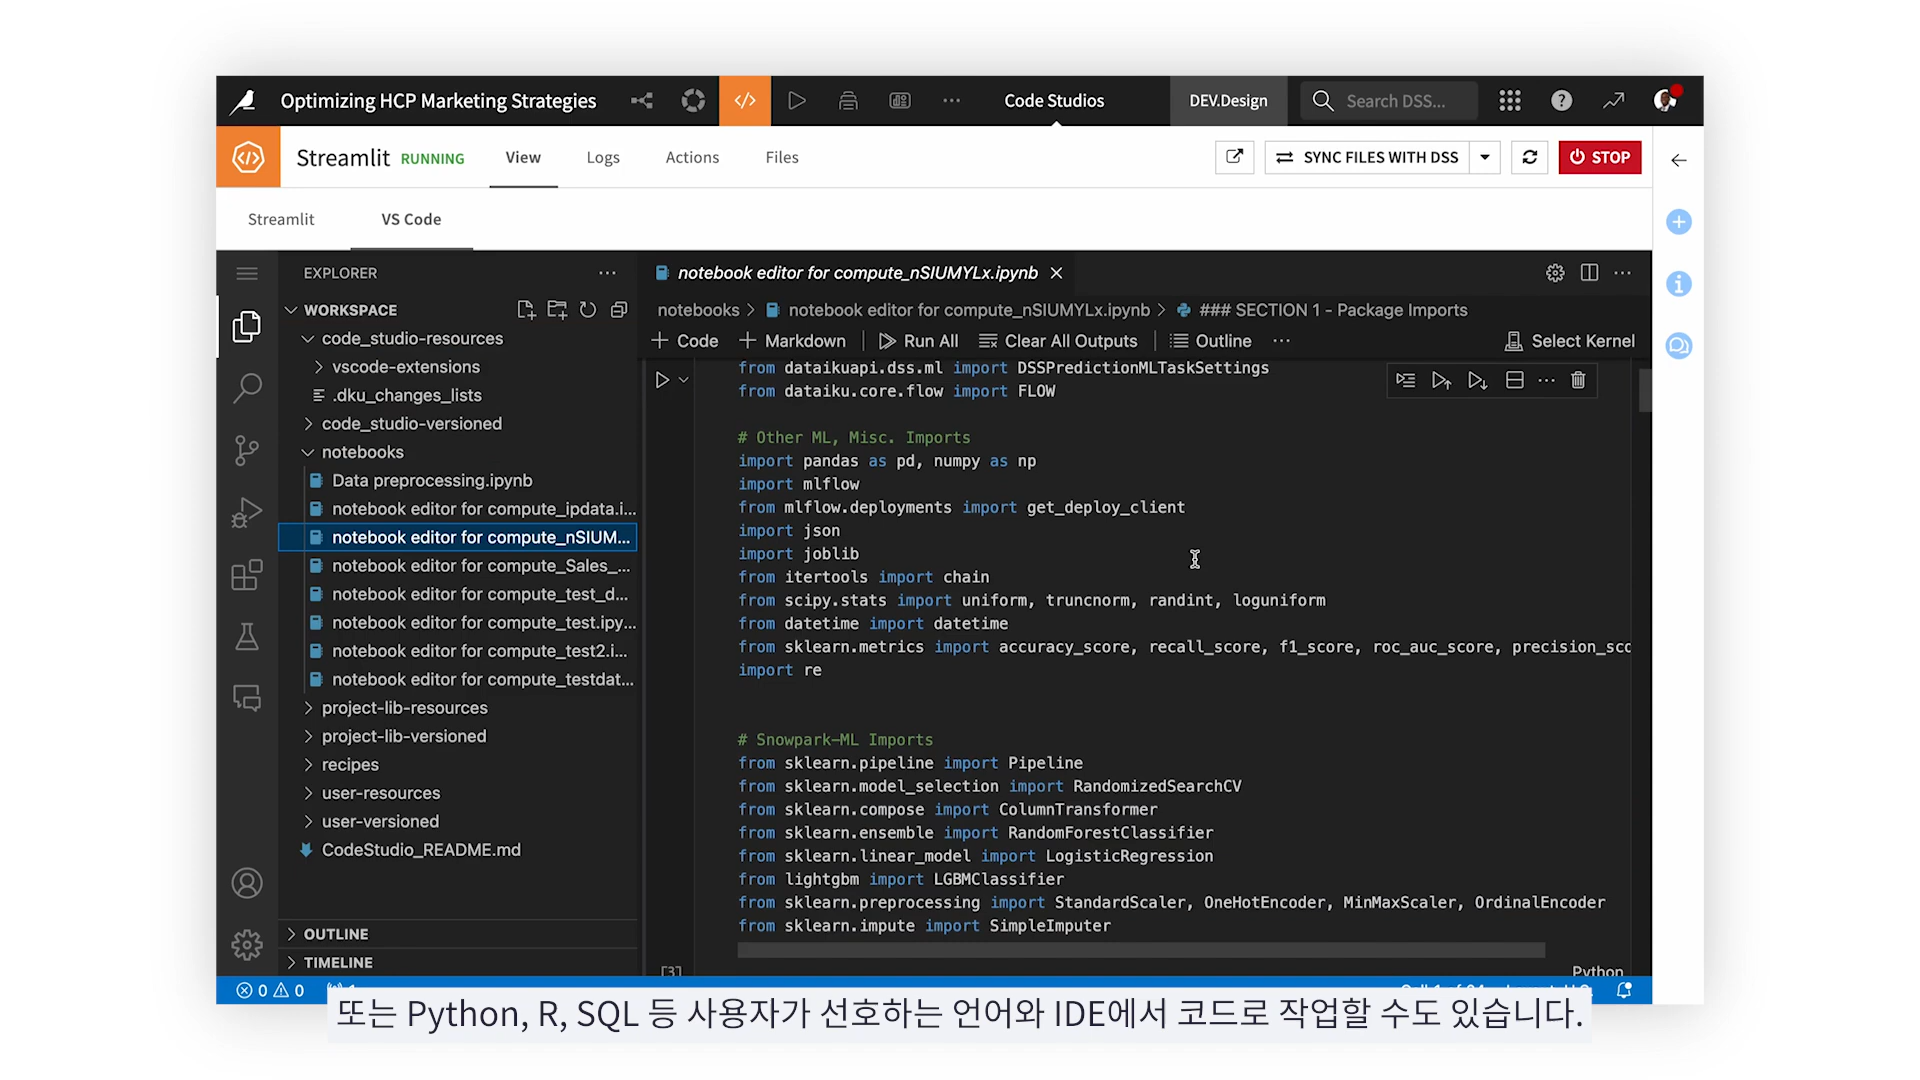 Optimizing HCP Marketing Strategies
Code Studios
DEV.Design
Search DSS...
Streamlit RUNNING
View
Logs
Actions
Files
SYNC FILES WITH DSS
STOP
Streamlit
VS Code
EXPLORER
WORKSPACE
code_studio-resources
vscode-extensions
.dku_changes_lists
code_studio-versioned
notebooks
Data preprocessing.ipynb
notebook editor for compute_ipdata.i...
notebook editor for compute_nSIUM...
notebook editor for compute_Sales_...
notebook editor for compute_test_d...
notebook editor for compute_test.ipy...
notebook editor for compute_test2.i...
notebook editor for compute_testdat...
project-lib-resources
project-lib-versioned
recipes
user-resources
user-versioned
CodeStudio_README.md
OUTLINE
TIMELINE
notebook editor for compute_nSIUMYLx.ipynb
notebooks > notebook editor for compute_nSIUMYLx.ipynb > ### SECTION 1 - Package Imports
+ Code + Markdown Run All Clear All Outputs Outline ... Select Kernel
from dataikuapi.dss.ml import DSSPredictionMLTaskSettings
from dataiku.core.flow import FLOW
# Other ML, Misc. Imports
import pandas as pd, numpy as np
import mlflow
from mlflow.deployments import get_deploy_client
import json
import joblib
from itertools import chain
from scipy.stats import uniform, truncnorm, randint, loguniform
from datetime import datetime
from sklearn.metrics import accuracy_score, recall_score, f1_score, roc_auc_score, precision_sco
import re
# Snowpark-ML Imports
from sklearn.pipeline import Pipeline
from sklearn.model_selection import RandomizedSearchCV
from sklearn.compose import ColumnTransformer
from sklearn.ensemble import RandomForestClassifier
from sklearn.linear_model import LogisticRegression
from lightgbm import LGBMClassifier
from sklearn.preprocessing import StandardScaler, OneHotEncoder, MinMaxScaler, OrdinalEncoder
from sklearn.impute import SimpleImputer
[3]
Python
0 0
또는 Python, R, SQL 등 사용자가 선호하는 언어와 IDE에서 코드로 작업할 수도 있습니다.